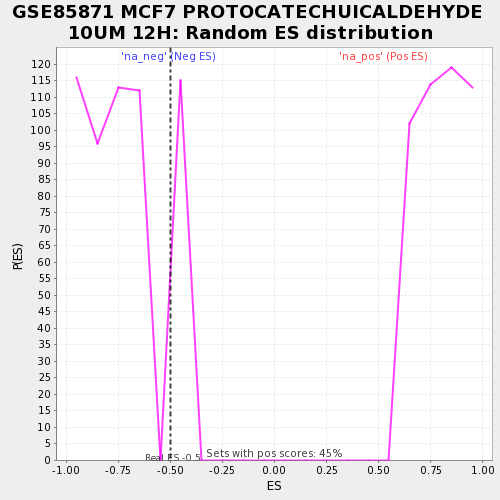 GSE85871 MCF7 PROTOCATECHUICALDEHYDE
10UM 12H: Random ES distribution
'na_neg' (Neg ES)
'na_pos' (Pos ES)
120
115
110
105
100
95
90
85
80
75
70
65
60
55
50
45
40
35
30
25
20
15
10
5
0
P(ES)
Real ES -0.5
Sets with pos scores: 45%
-1.00 -0.75 -0.50 -0.25 0.00 0.25 0.50 0.75 1.00
ES